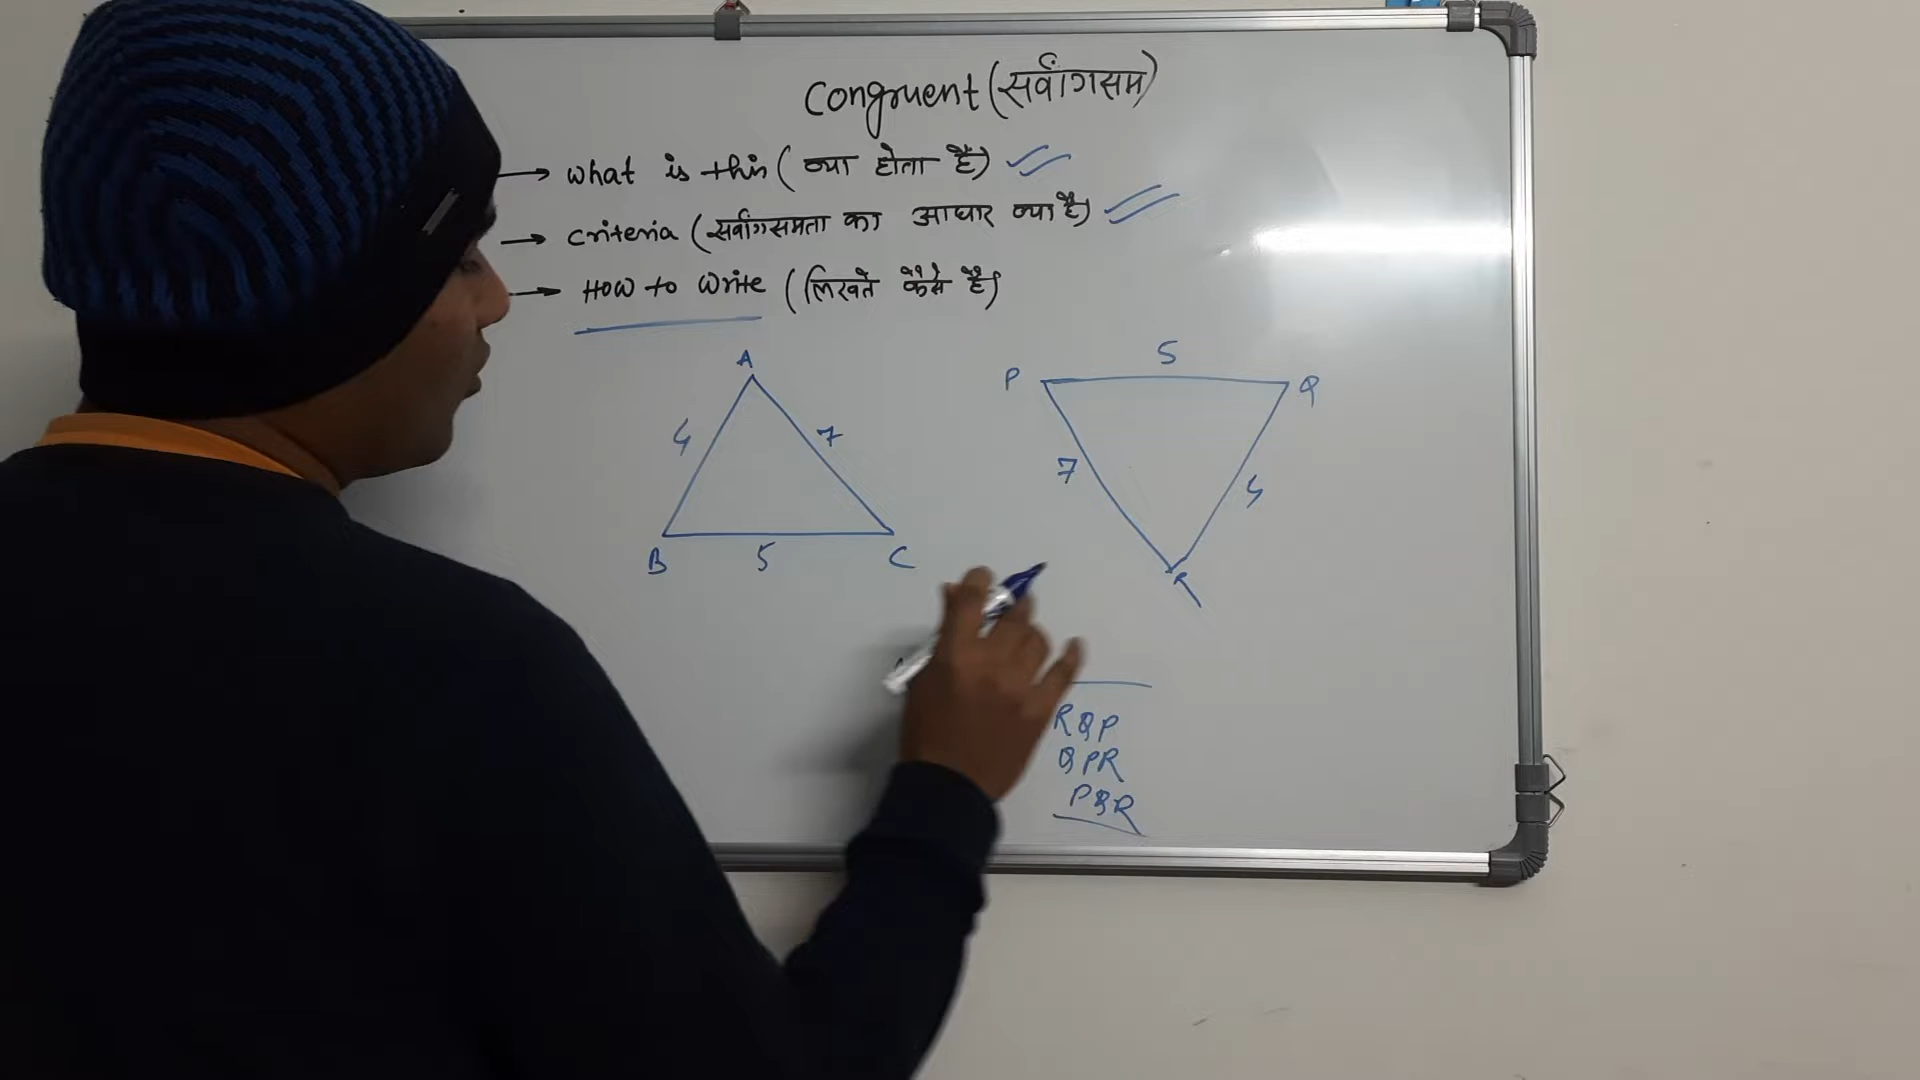 Congruent (सर्वांगसम)
→ what is this (क्या होता है)
→ criteria (सर्वांगसमता का आधार क्या है)
→ How to write (लिखते कैसे है)
A
4
7
B
5
C
P
5
Q
7
4
R
RQP
QPR
PQR